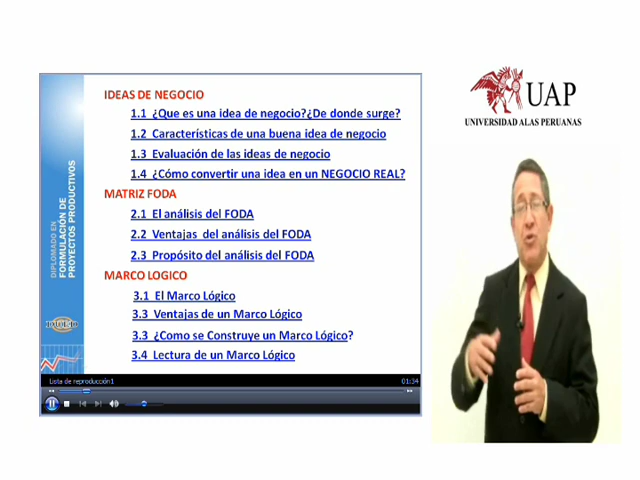 IDEAS DE NEGOCIO
1.1 ¿Que es una idea de negocio?¿De donde surge?
1.2 Características de una buena idea de negocio
1.3 Evaluación de las ideas de negocio
1.4 ¿Cómo convertir una idea en un NEGOCIO REAL?
MATRIZ FODA
2.1 El análisis del FODA
2.2 Ventajas del análisis del FODA
2.3 Propósito del análisis del FODA
MARCO LOGICO
3.1 El Marco Lógico
3.3 Ventajas de un Marco Lógico
3.3 ¿Como se Construye un Marco Lógico?
3.4 Lectura de un Marco Lógico
DIPLOMADO EN
FORMULACIÓN DE
PROYECTOS PRODUCTIVOS
Lista de reproducción1
01:34
UAP
UNIVERSIDAD ALAS PERUANAS